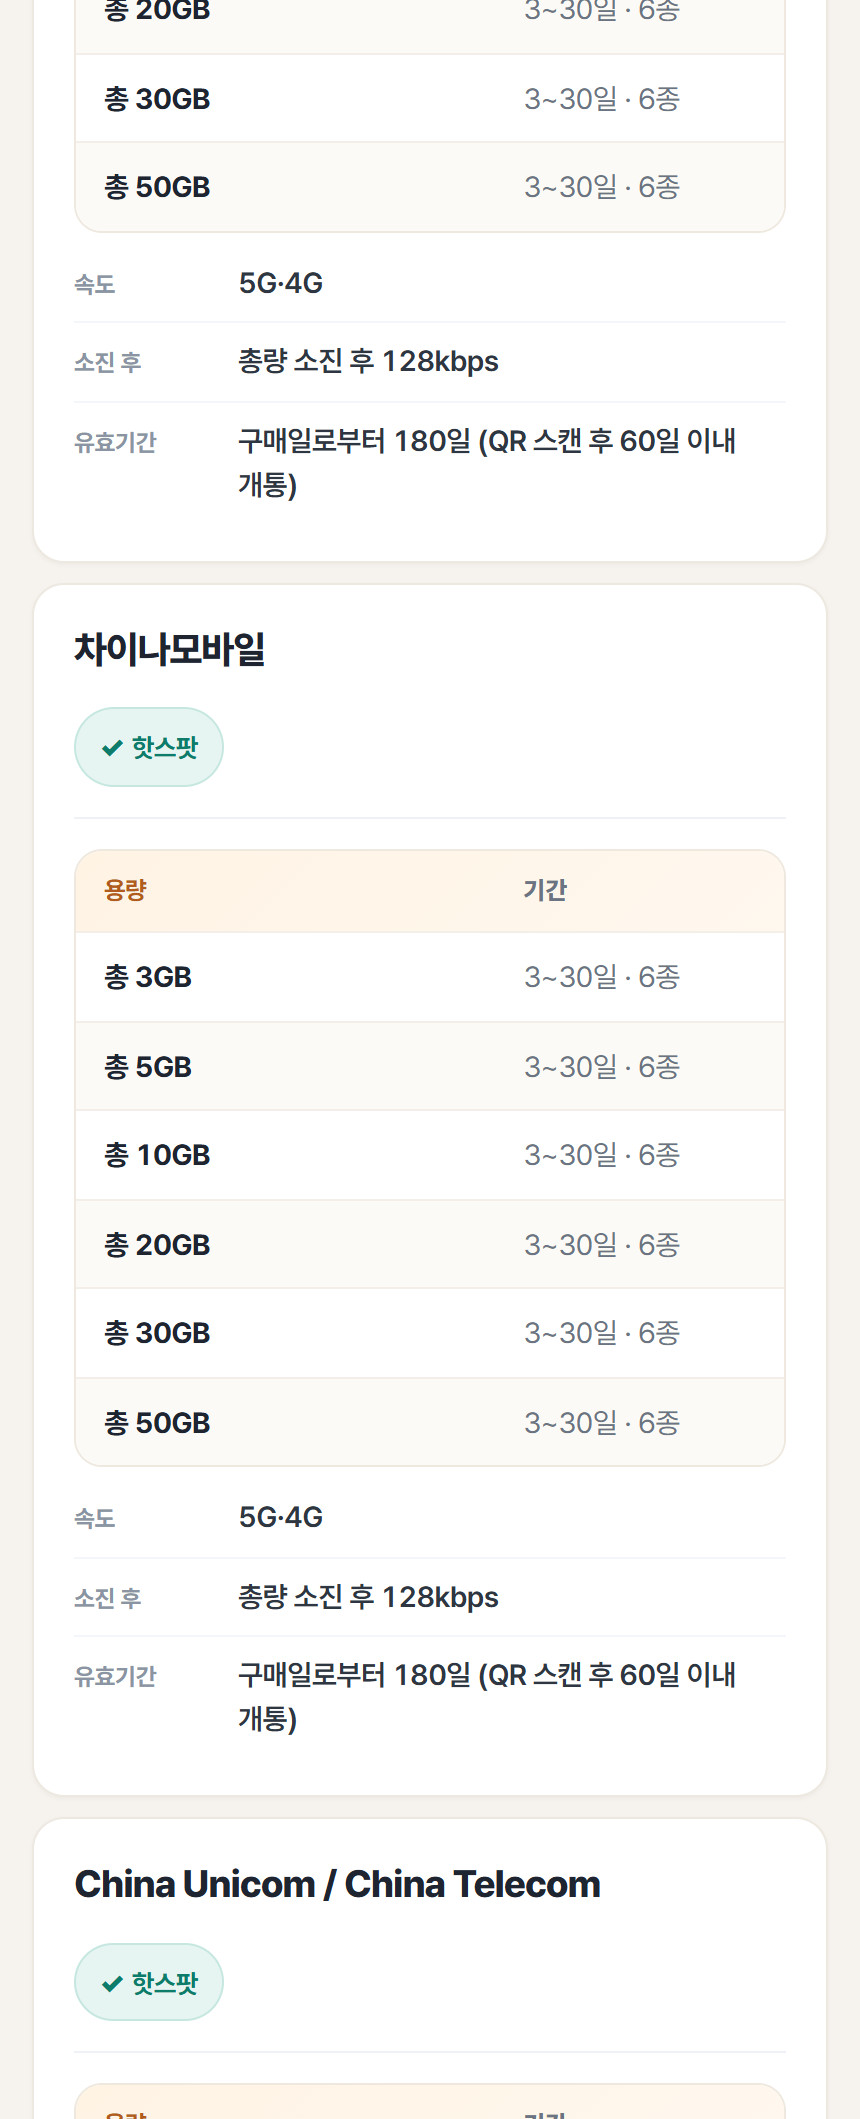 총 20GB 3~30일 · 6종
총 30GB 3~30일 · 6종
총 50GB 3~30일 · 6종
속도 5G·4G
소진 후 총량 소진 후 128kbps
유효기간 구매일로부터 180일 (QR 스캔 후 60일 이내
개통)
차이나모바일
✓ 핫스팟
용량 기간
총 3GB 3~30일 · 6종
총 5GB 3~30일 · 6종
총 10GB 3~30일 · 6종
총 20GB 3~30일 · 6종
총 30GB 3~30일 · 6종
총 50GB 3~30일 · 6종
속도 5G·4G
소진 후 총량 소진 후 128kbps
유효기간 구매일로부터 180일 (QR 스캔 후 60일 이내
개통)
China Unicom / China Telecom
✓ 핫스팟
용량 기간